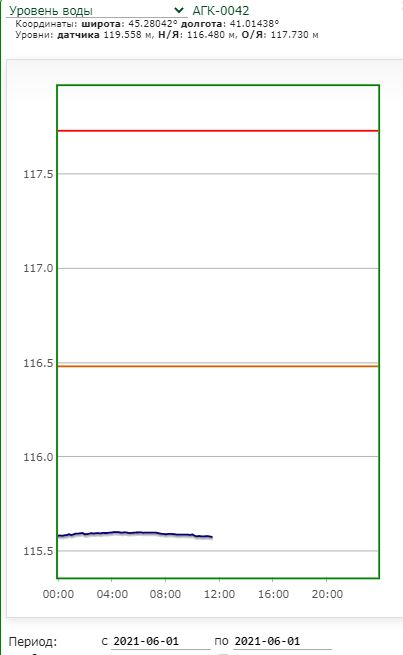 Уровень воды АГК-0042
Координаты: широта: 45.28042° долгота: 41.01438°
Уровни: датчика 119.558 м, Н/Я: 116.480 м, О/Я: 117.730 м
117.5
117.0
116.5
116.0
115.5
00:00 04:00 08:00 12:00 16:00 20:00
Период: с 2021-06-01 по 2021-06-01